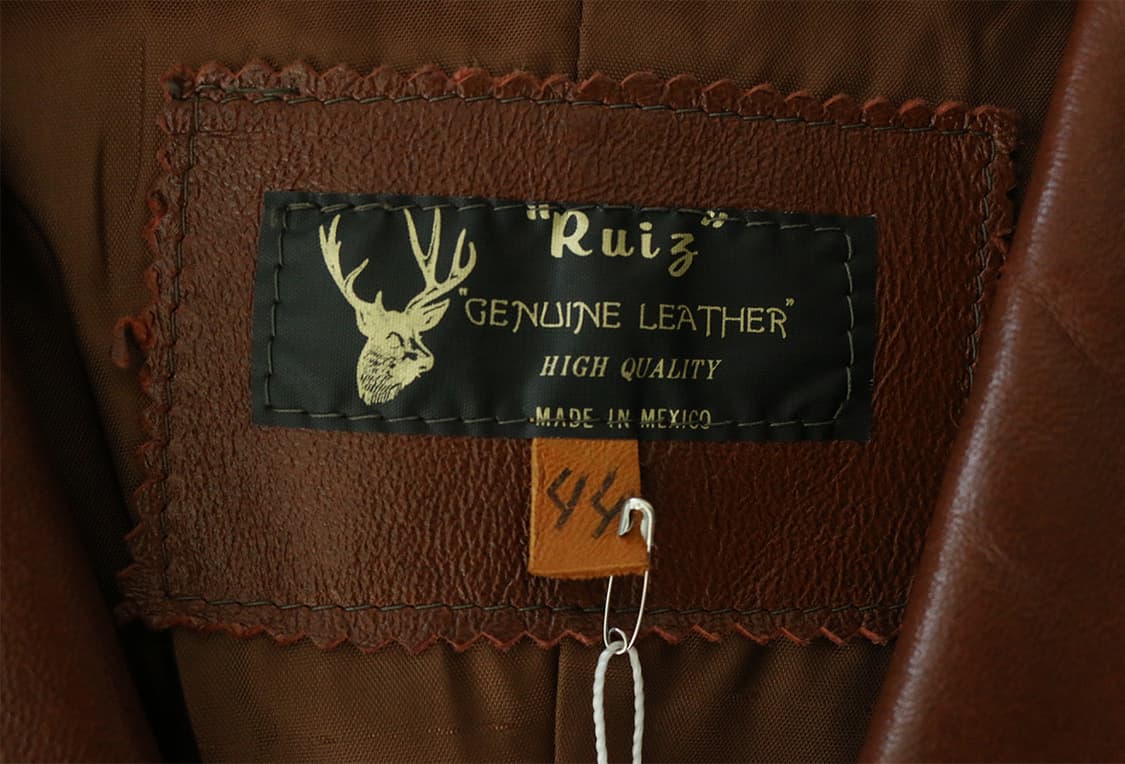 "Ruiz"
"GENUINE LEATHER"
HIGH QUALITY
MADE IN MEXICO
44